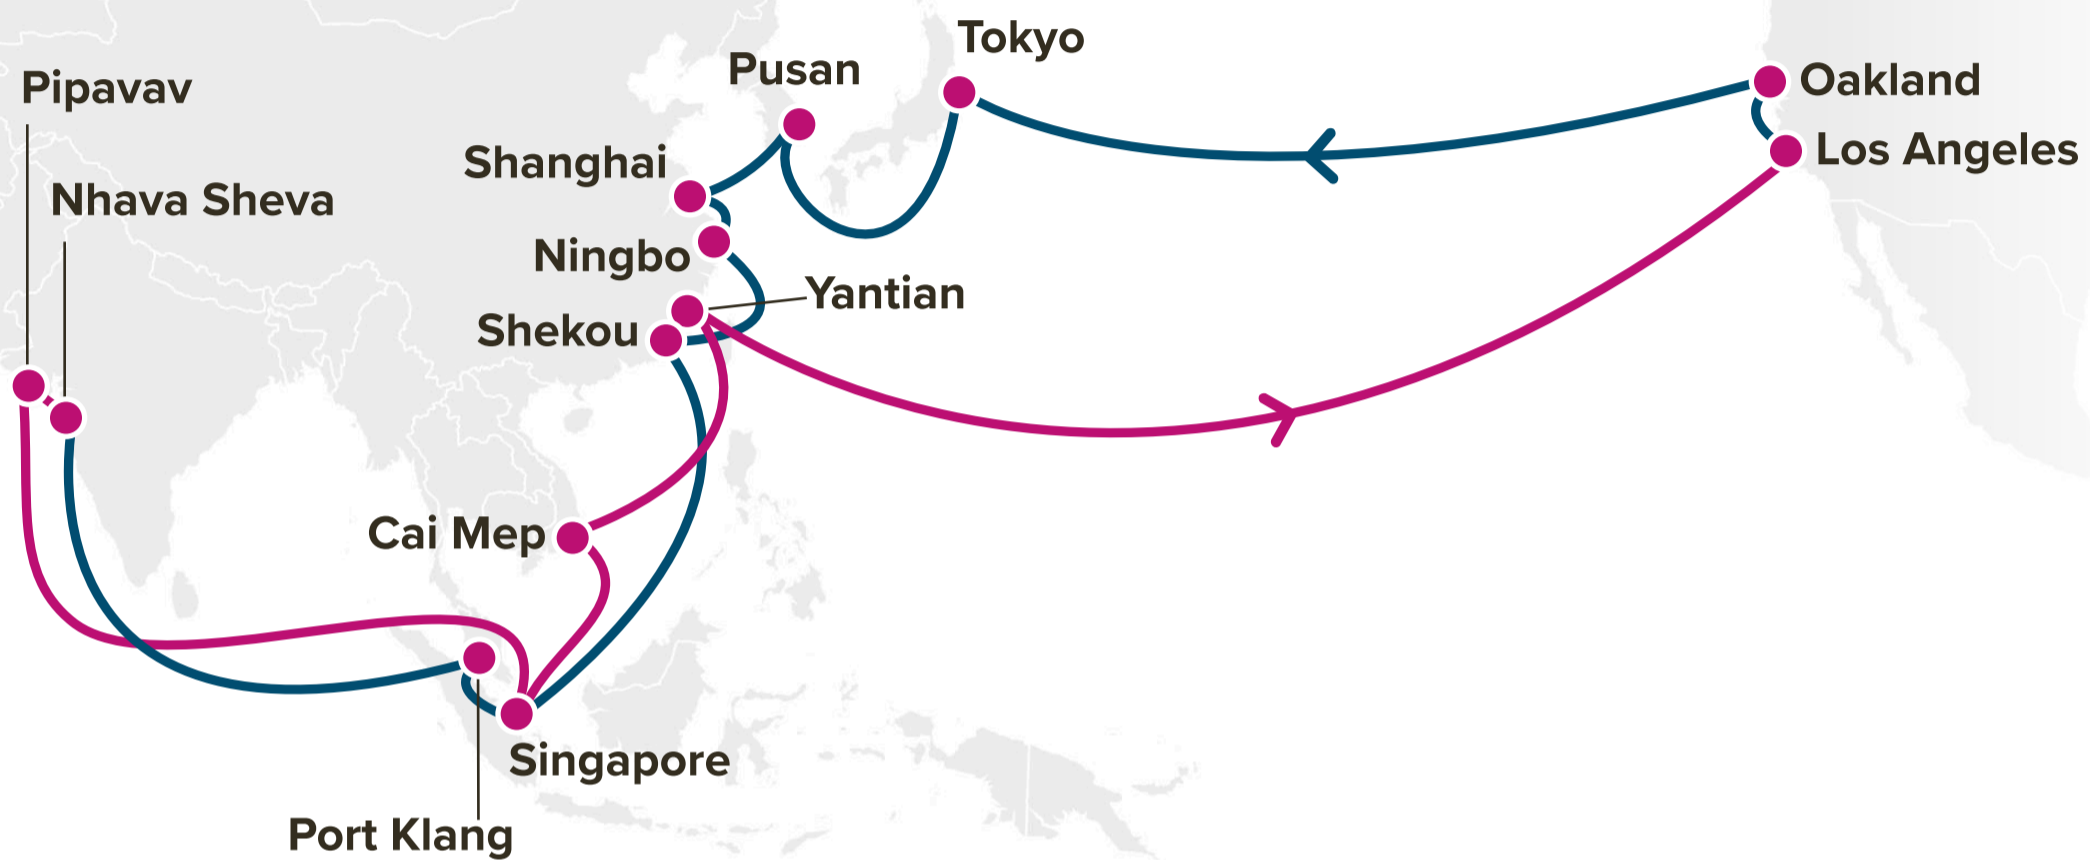 Tokyo
Pusan
Oakland
Pipavav
Los Angeles
Shanghai
Nhava Sheva
Ningbo
Yantian
Shekou
Cai Mep
Singapore
Port Klang